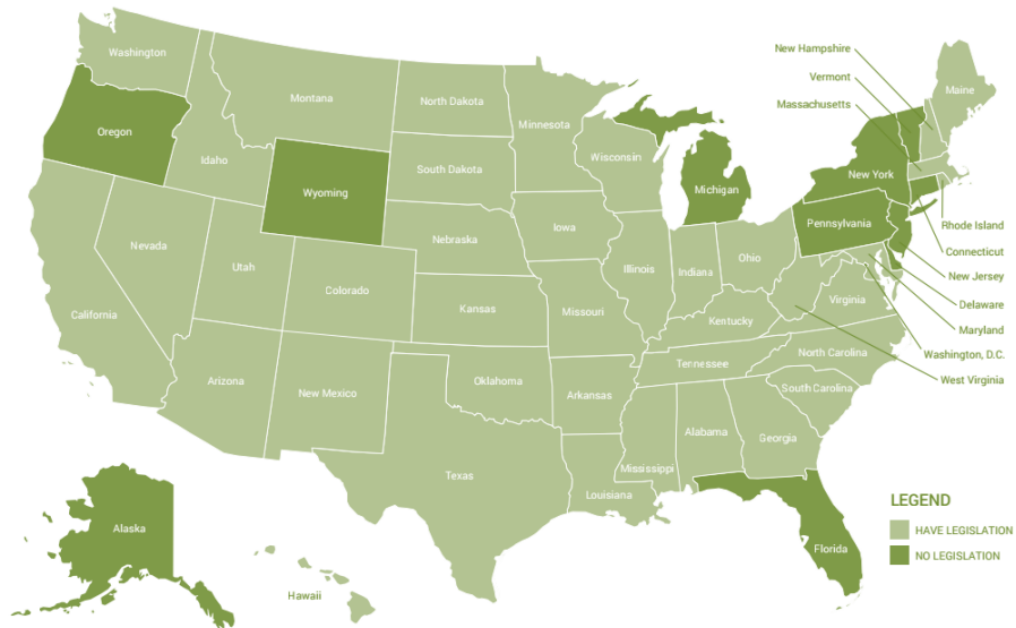 Washington
Oregon
Idaho
Montana
Wyoming
North Dakota
South Dakota
Minnesota
Wisconsin
Michigan
New Hampshire
Vermont
Massachusetts
Maine
New York
Pennsylvania
Rhode Island
Connecticut
New Jersey
Delaware
Maryland
Washington, D.C.
West Virginia
California
Nevada
Utah
Colorado
Nebraska
Kansas
Iowa
Illinois
Indiana
Ohio
Missouri
Kentucky
Virginia
Arizona
New Mexico
Oklahoma
Arkansas
Tennessee
North Carolina
South Carolina
Texas
Louisiana
Mississippi
Alabama
Georgia
Florida
Alaska
Hawaii
LEGEND
HAVE LEGISLATION
NO LEGISLATION